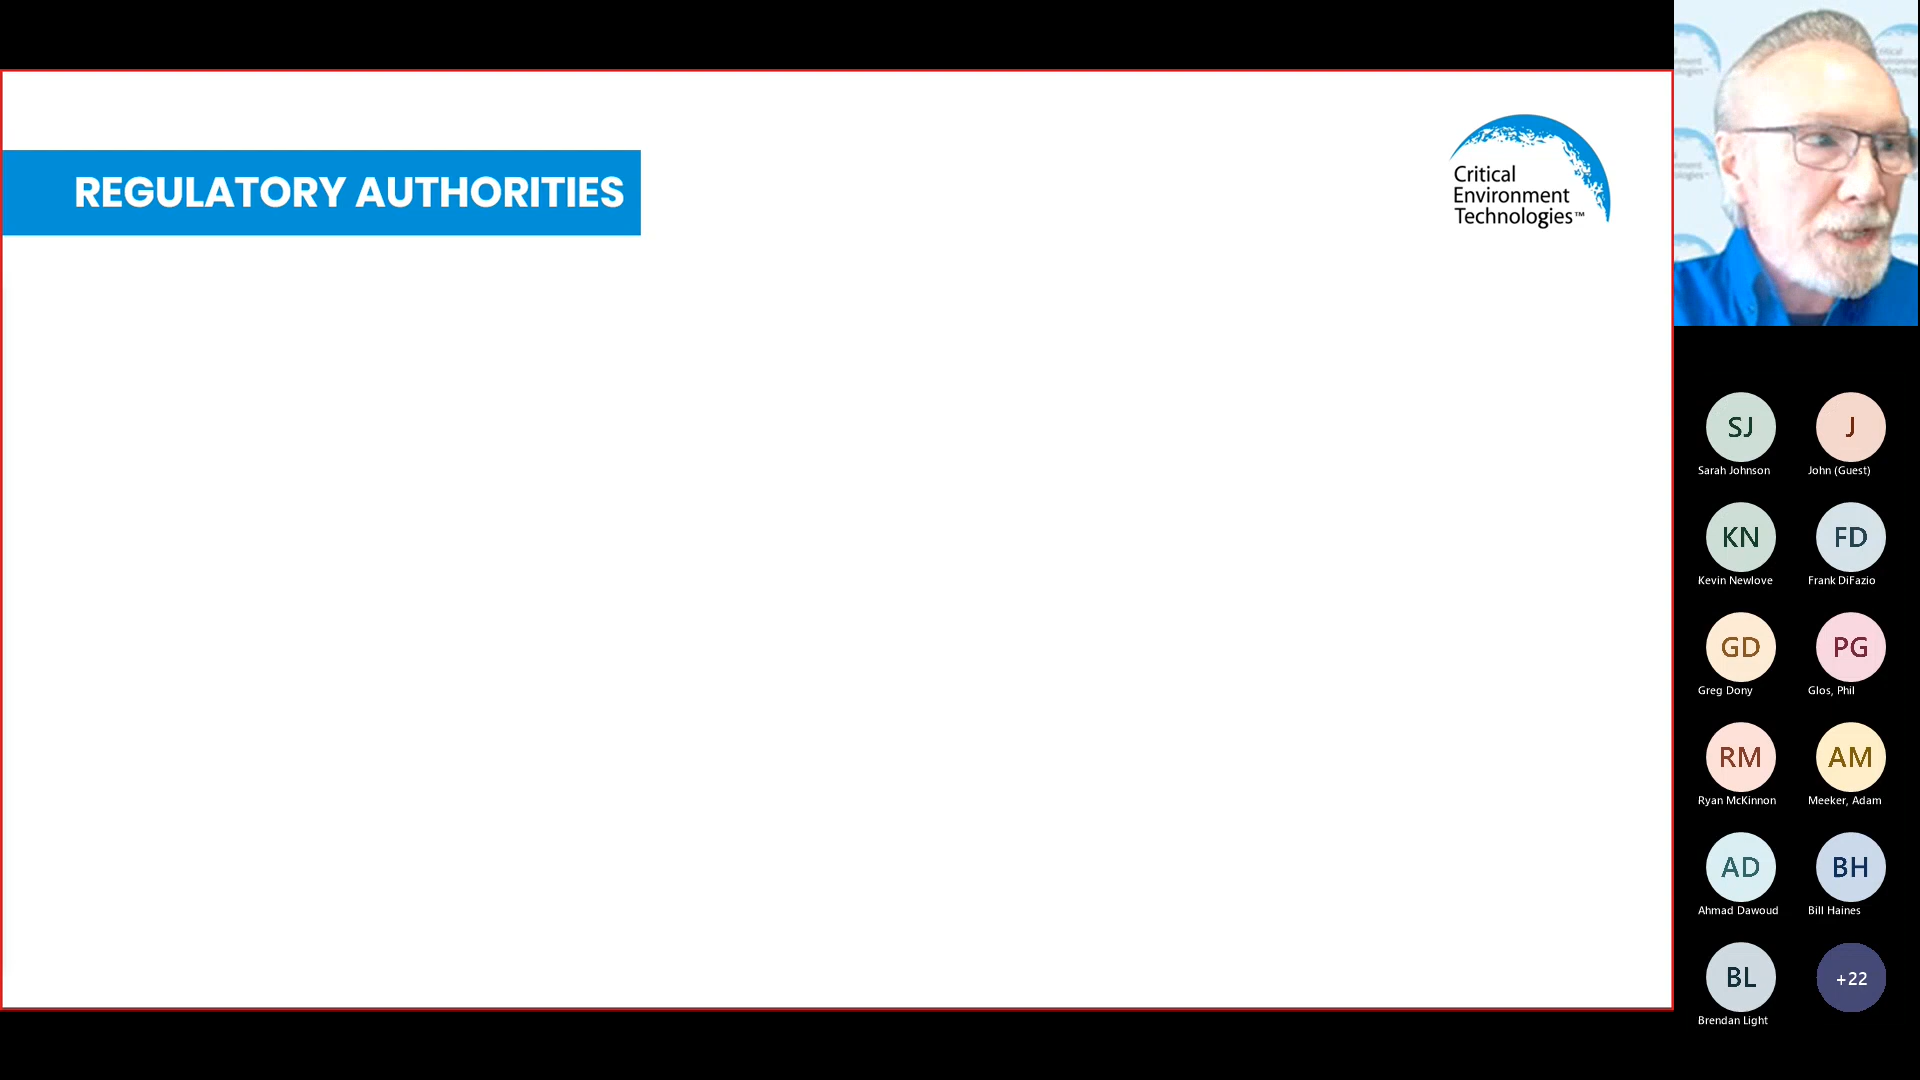 REGULATORY AUTHORITIES
Critical
Environment
Technologies™
SJ
Sarah Johnson
J
John (Guest)
KN
Kevin Newlove
FD
Frank DiFazio
GD
Greg Dony
PG
Glos, Phil
RM
Ryan McKinnon
AM
Meeker, Adam
AD
Ahmad Dawoud
BH
Bill Haines
BL
Brendan Light
+22